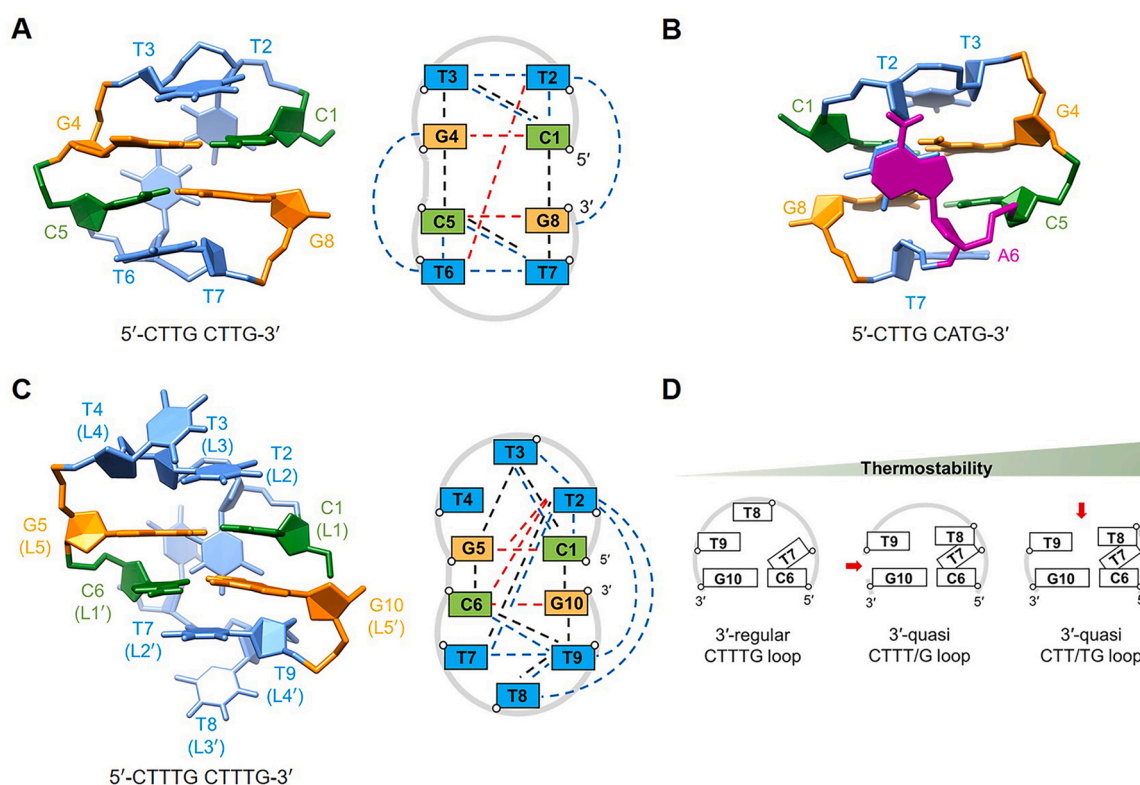 A
T3
T2
C1
G4
C5
G8
T6
T7
5′-CTTG CTTG-3′
T3
T2
G4
C1
5′
3′
C5
G8
T6
T7
B
T3
T2
C1
G4
G8
C5
A6
T7
5′-CTTG CATG-3′
C
T4
(L4)
T3
(L3)
T2
(L2)
C1
(L1)
G5
(L5)
C6
(L1′)
G10
(L5′)
T7
(L2′)
T9
(L4′)
T8
(L3′)
5′-CTTTG CTTTG-3′
T3
T4
T2
G5
C1
5′
3′
C6
G10
T7
T9
T8
D
Thermostability
T8
T9
T7
G10
C6
3′
5′
3′-regular
CTTTG loop
T9
T8
T7
G10
C6
3′
5′
3′-quasi
CTTT/G loop
T9
T8
T7
G10
C6
3′
5′
3′-quasi
CTT/TG loop